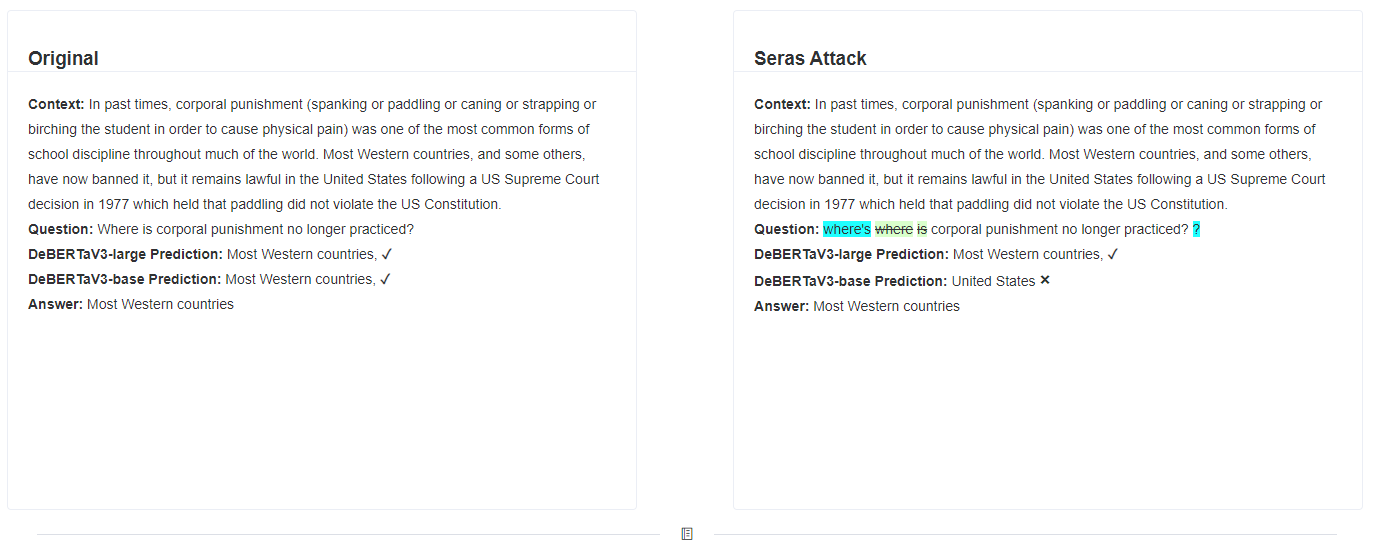 Original
Context: In past times, corporal punishment (spanking or paddling or caning or strapping or
birching the student in order to cause physical pain) was one of the most common forms of
school discipline throughout much of the world. Most Western countries, and some others,
have now banned it, but it remains lawful in the United States following a US Supreme Court
decision in 1977 which held that paddling did not violate the US Constitution.
Question: Where is corporal punishment no longer practiced?
DeBERTaV3-large Prediction: Most Western countries, ✓
DeBERTaV3-base Prediction: Most Western countries, ✓
Answer: Most Western countries
Seras Attack
Context: In past times, corporal punishment (spanking or paddling or caning or strapping or
birching the student in order to cause physical pain) was one of the most common forms of
school discipline throughout much of the world. Most Western countries, and some others,
have now banned it, but it remains lawful in the United States following a US Supreme Court
decision in 1977 which held that paddling did not violate the US Constitution.
Question: where's where is corporal punishment no longer practiced? ?
DeBERTaV3-large Prediction: Most Western countries, ✓
DeBERTaV3-base Prediction: United States ✕
Answer: Most Western countries